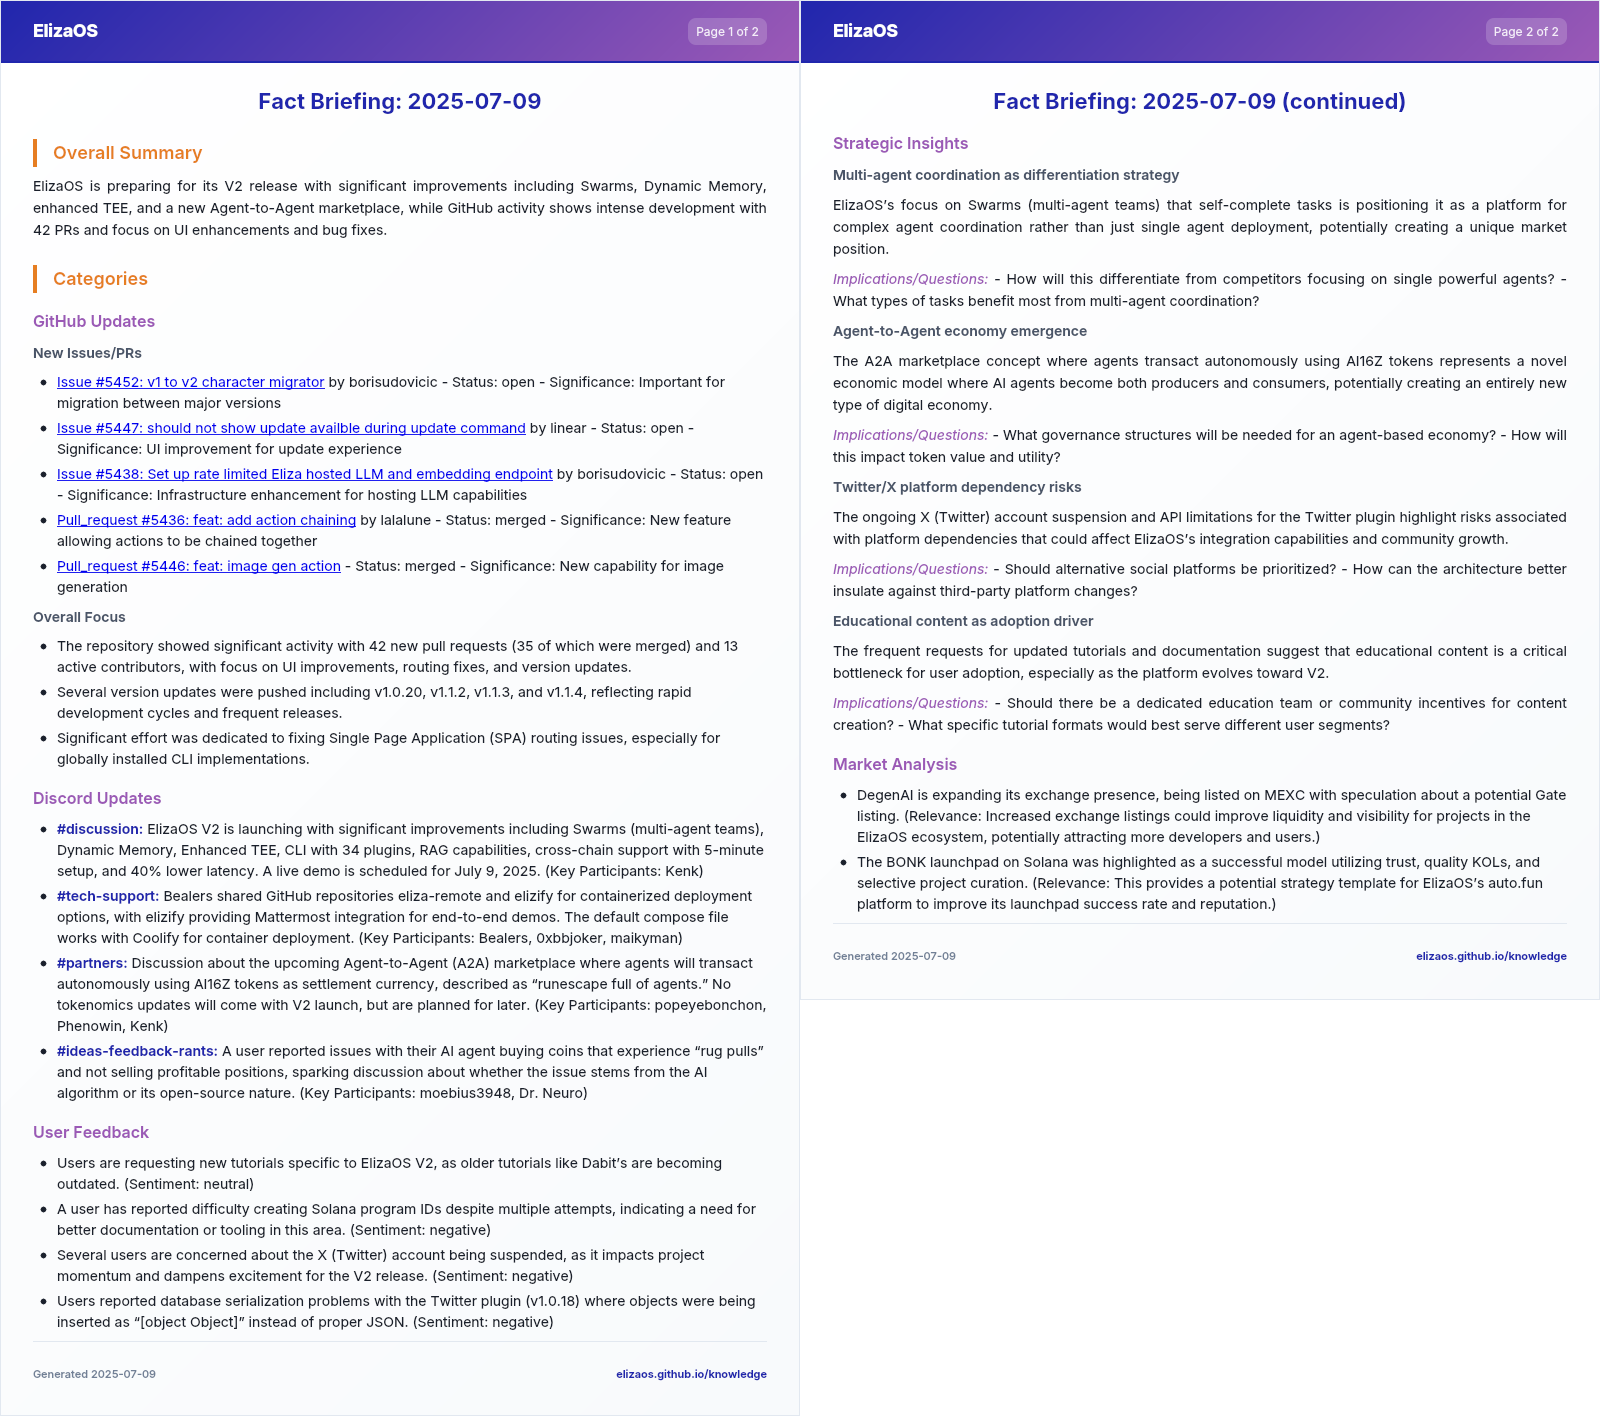 ElizaOS
Page 1 of 2
Fact Briefing: 2025-07-09
Overall Summary
ElizaOS is preparing for its V2 release with significant improvements including Swarms, Dynamic Memory,
enhanced TEE, and a new Agent-to-Agent marketplace, while GitHub activity shows intense development with
42 PRs and focus on UI enhancements and bug fixes.
Categories
GitHub Updates
New Issues/PRs
• Issue #5452: v1 to v2 character migrator by borisudovicic - Status: open - Significance: Important for
migration between major versions
• Issue #5447: should not show update availble during update command by linear - Status: open -
Significance: UI improvement for update experience
• Issue #5438: Set up rate limited Eliza hosted LLM and embedding endpoint by borisudovicic - Status: open
- Significance: Infrastructure enhancement for hosting LLM capabilities
• Pull_request #5436: feat: add action chaining by lalalune - Status: merged - Significance: New feature
allowing actions to be chained together
• Pull_request #5446: feat: image gen action - Status: merged - Significance: New capability for image
generation
Overall Focus
• The repository showed significant activity with 42 new pull requests (35 of which were merged) and 13
active contributors, with focus on UI improvements, routing fixes, and version updates.
• Several version updates were pushed including v1.0.20, v1.1.2, v1.1.3, and v1.1.4, reflecting rapid
development cycles and frequent releases.
• Significant effort was dedicated to fixing Single Page Application (SPA) routing issues, especially for
globally installed CLI implementations.
Discord Updates
• #discussion: ElizaOS V2 is launching with significant improvements including Swarms (multi-agent teams),
Dynamic Memory, Enhanced TEE, CLI with 34 plugins, RAG capabilities, cross-chain support with 5-minute
setup, and 40% lower latency. A live demo is scheduled for July 9, 2025. (Key Participants: Kenk)
• #tech-support: Bealers shared GitHub repositories eliza-remote and elizify for containerized deployment
options, with elizify providing Mattermost integration for end-to-end demos. The default compose file
works with Coolify for container deployment. (Key Participants: Bealers, 0xbbjoker, maikyman)
• #partners: Discussion about the upcoming Agent-to-Agent (A2A) marketplace where agents will transact
autonomously using AI16Z tokens as settlement currency, described as “runescape full of agents.” No
tokenomics updates will come with V2 launch, but are planned for later. (Key Participants: popeyebonchon,
Phenowin, Kenk)
• #ideas-feedback-rants: A user reported issues with their AI agent buying coins that experience “rug pulls”
and not selling profitable positions, sparking discussion about whether the issue stems from the AI
algorithm or its open-source nature. (Key Participants: moebius3948, Dr. Neuro)
User Feedback
• Users are requesting new tutorials specific to ElizaOS V2, as older tutorials like Dabit’s are becoming
outdated. (Sentiment: neutral)
• A user has reported difficulty creating Solana program IDs despite multiple attempts, indicating a need for
better documentation or tooling in this area. (Sentiment: negative)
• Several users are concerned about the X (Twitter) account being suspended, as it impacts project
momentum and dampens excitement for the V2 release. (Sentiment: negative)
• Users reported database serialization problems with the Twitter plugin (v1.0.18) where objects were being
inserted as “[object Object]” instead of proper JSON. (Sentiment: negative)
Generated 2025-07-09
elizaos.github.io/knowledge
ElizaOS
Page 2 of 2
Fact Briefing: 2025-07-09 (continued)
Strategic Insights
Multi-agent coordination as differentiation strategy
ElizaOS’s focus on Swarms (multi-agent teams) that self-complete tasks is positioning it as a platform for
complex agent coordination rather than just single agent deployment, potentially creating a unique market
position.
Implications/Questions: - How will this differentiate from competitors focusing on single powerful agents? -
What types of tasks benefit most from multi-agent coordination?
Agent-to-Agent economy emergence
The A2A marketplace concept where agents transact autonomously using AI16Z tokens represents a novel
economic model where AI agents become both producers and consumers, potentially creating an entirely new
type of digital economy.
Implications/Questions: - What governance structures will be needed for an agent-based economy? - How will
this impact token value and utility?
Twitter/X platform dependency risks
The ongoing X (Twitter) account suspension and API limitations for the Twitter plugin highlight risks associated
with platform dependencies that could affect ElizaOS’s integration capabilities and community growth.
Implications/Questions: - Should alternative social platforms be prioritized? - How can the architecture better
insulate against third-party platform changes?
Educational content as adoption driver
The frequent requests for updated tutorials and documentation suggest that educational content is a critical
bottleneck for user adoption, especially as the platform evolves toward V2.
Implications/Questions: - Should there be a dedicated education team or community incentives for content
creation? - What specific tutorial formats would best serve different user segments?
Market Analysis
• DegenAI is expanding its exchange presence, being listed on MEXC with speculation about a potential Gate
listing. (Relevance: Increased exchange listings could improve liquidity and visibility for projects in the
ElizaOS ecosystem, potentially attracting more developers and users.)
• The BONK launchpad on Solana was highlighted as a successful model utilizing trust, quality KOLs, and
selective project curation. (Relevance: This provides a potential strategy template for ElizaOS’s auto.fun
platform to improve its launchpad success rate and reputation.)
Generated 2025-07-09
elizaos.github.io/knowledge